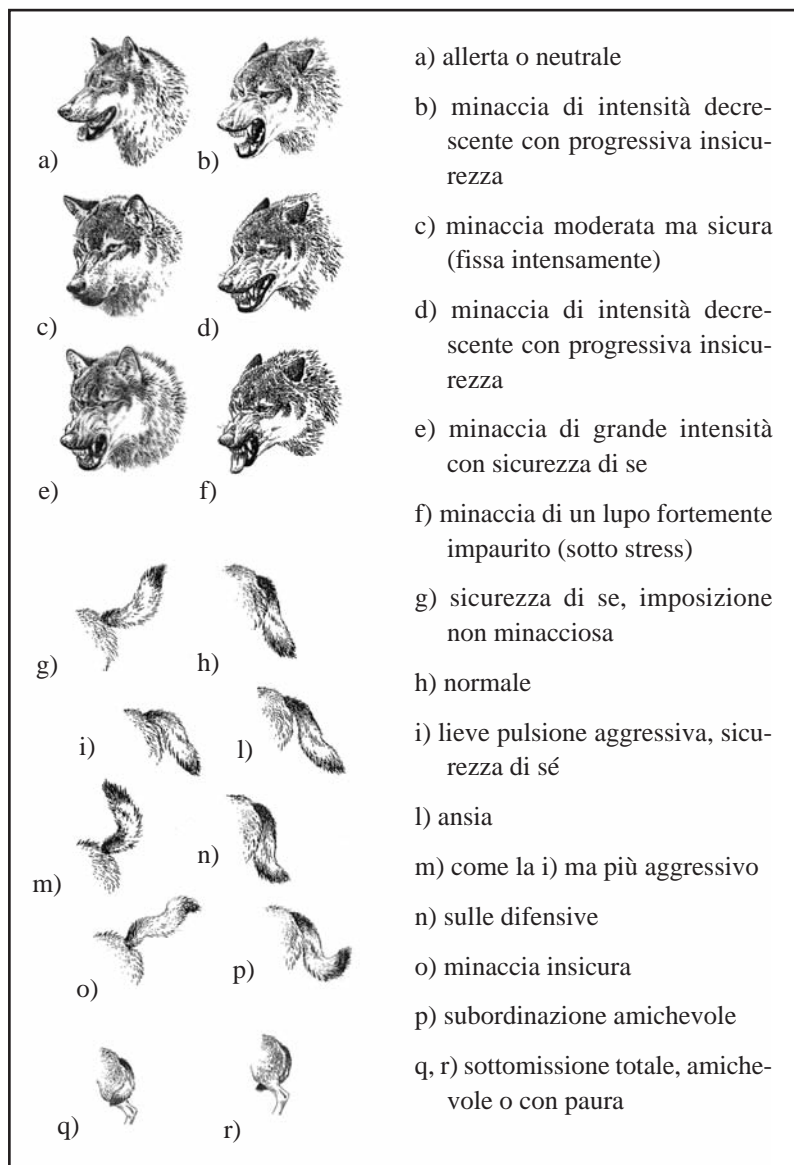 a)
b)
c)
d)
e)
f)
g)
h)
i)
l)
m)
n)
o)
p)
q)
r)
a) allerta o neutrale
b) minaccia di intensità decre-
scente con progressiva insicu-
rezza
c) minaccia moderata ma sicura
(fissa intensamente)
d) minaccia di intensità decre-
scente con progressiva insicu-
rezza
e) minaccia di grande intensità
con sicurezza di se
f) minaccia di un lupo fortemente
impaurito (sotto stress)
g) sicurezza di se, imposizione
non minacciosa
h) normale
i) lieve pulsione aggressiva, sicu-
rezza di sé
l) ansia
m) come la i) ma più aggressivo
n) sulle difensive
o) minaccia insicura
p) subordinazione amichevole
q, r) sottomissione totale, amiche-
vole o con paura